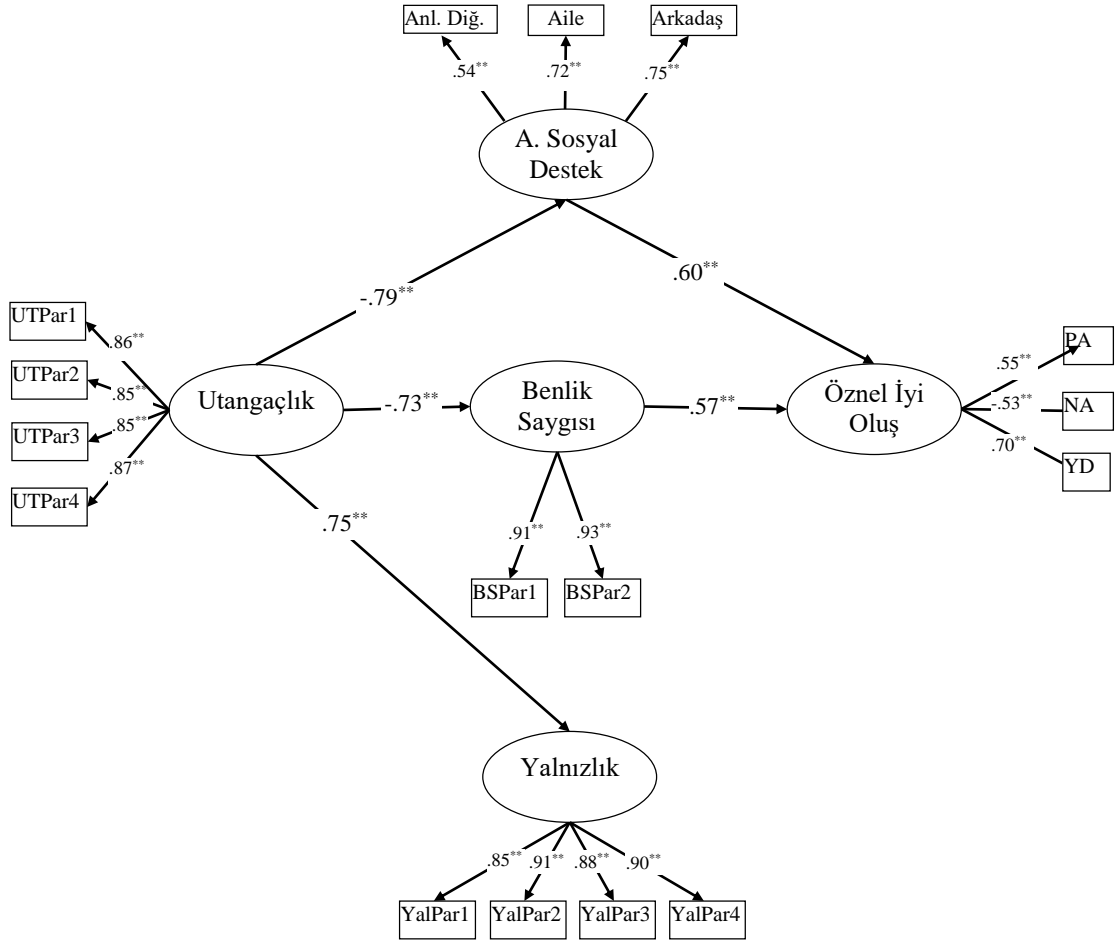 Anl. Diğ.
Aile
Arkadaş
.54**
.72**
.75**
A. Sosyal
Destek
-.79**
.60**
UTPar1
UTPar2
UTPar3
UTPar4
.86**
.85**
.85**
.87**
Utangaçlık
-.73**
Benlik
Saygısı
.57**
Öznel İyi
Oluş
.55**
-.53**
.70**
PA
NA
YD
.75**
.91**
.93**
BSPar1
BSPar2
Yalnızlık
.85**
.91**
.88**
.90**
YalPar1
YalPar2
YalPar3
YalPar4